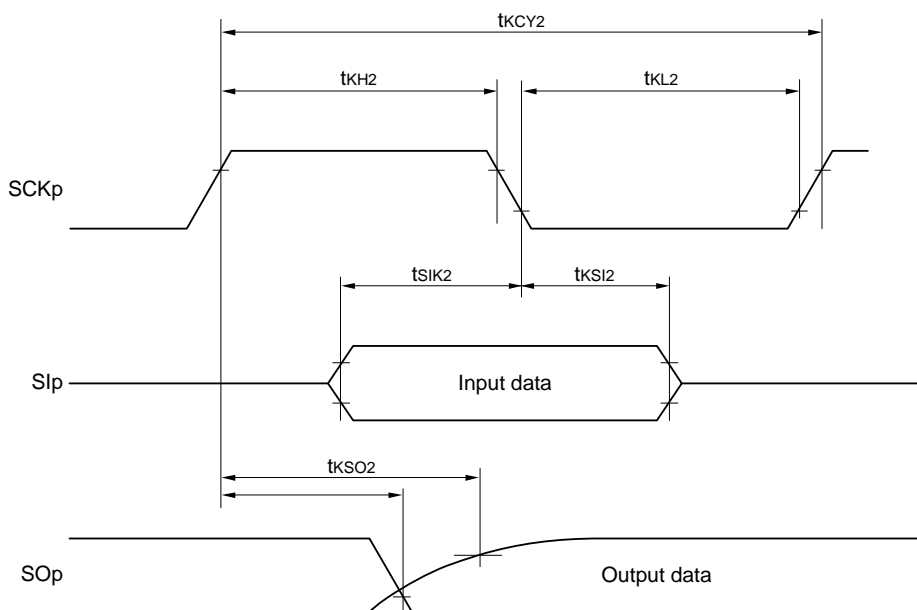 tKCY2
tKH2
tKL2
SCKp
tSIK2
tKSI2
SIp
Input data
tKSO2
SOp
Output data